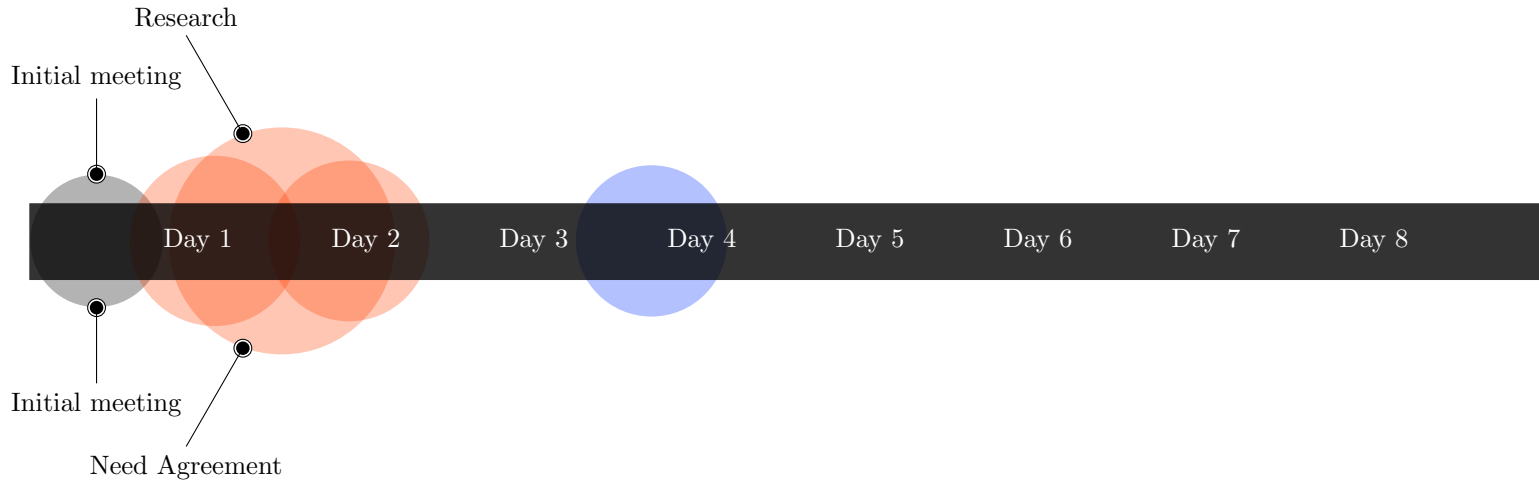 Research
Initial meeting
Day 1 Day 2 Day 3 Day 4 Day 5 Day 6 Day 7 Day 8
Initial meeting
Need Agreement